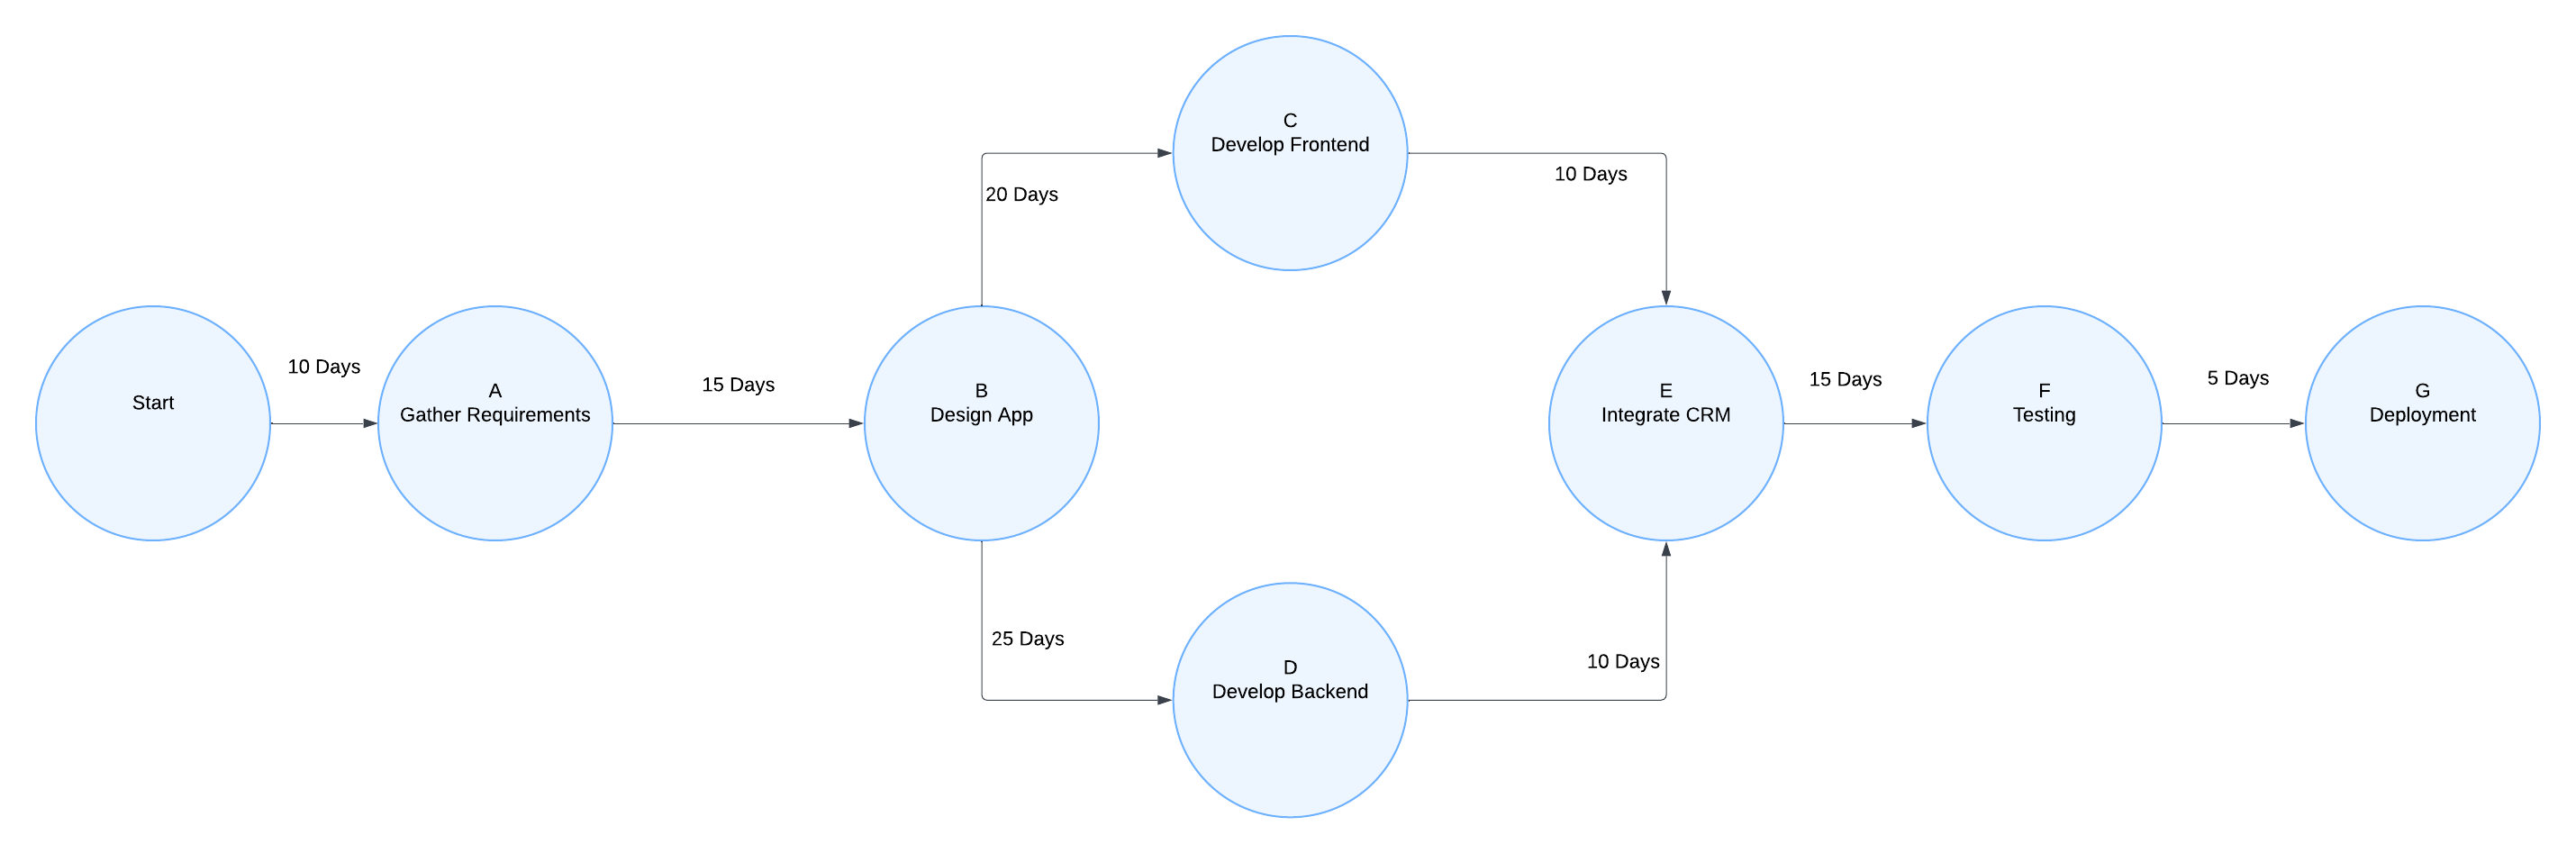 Start
10 Days
A
Gather Requirements
15 Days
B
Design App
20 Days
C
Develop Frontend
10 Days
25 Days
D
Develop Backend
10 Days
E
Integrate CRM
15 Days
F
Testing
5 Days
G
Deployment